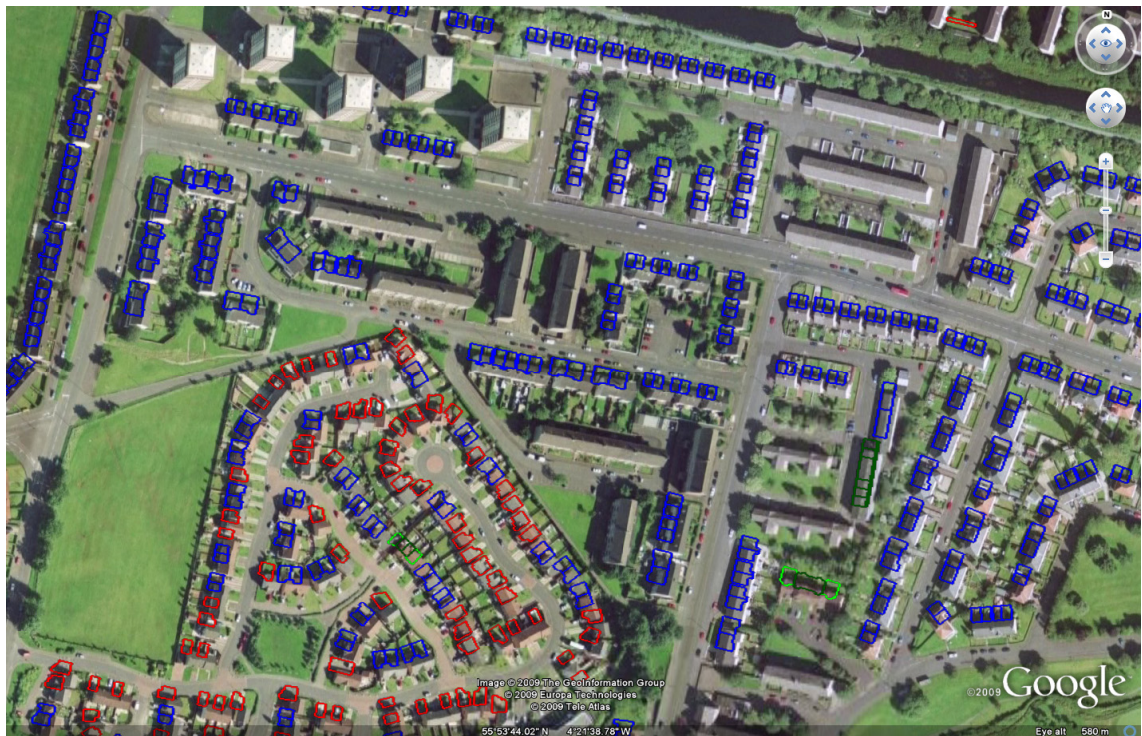 N
Image © 2009 The GeoInformation Group
© 2009 Europa Technologies
© 2009 Tele Atlas
©2009 Google
55°53'44.02" N 4°21'38.78" W
Eye alt 580 m